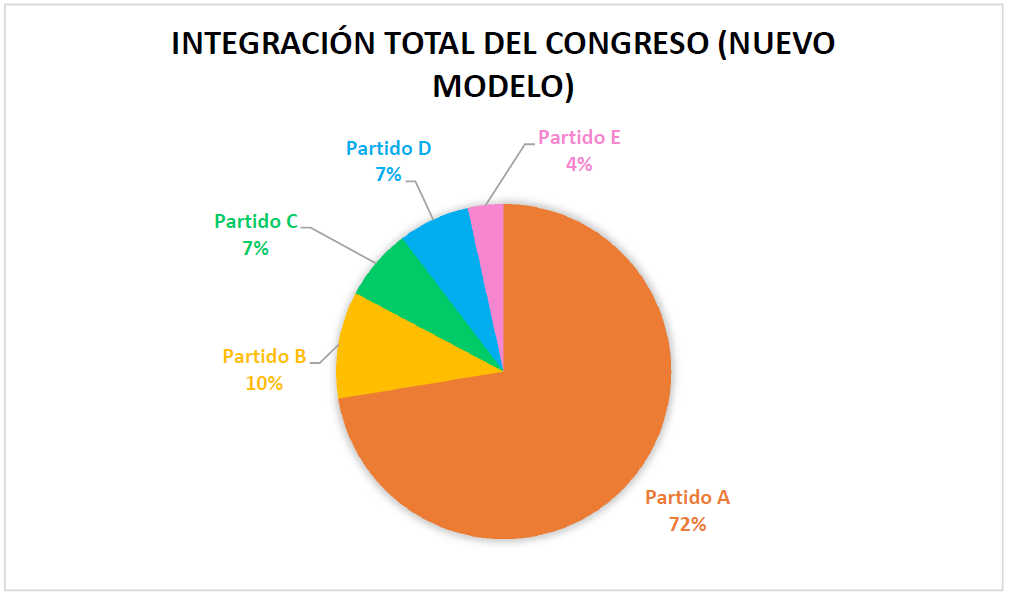 INTEGRACIÓN TOTAL DEL CONGRESO (NUEVO
MODELO)
Partido E
4%
Partido D
7%
Partido C
7%
Partido B
10%
Partido A
72%